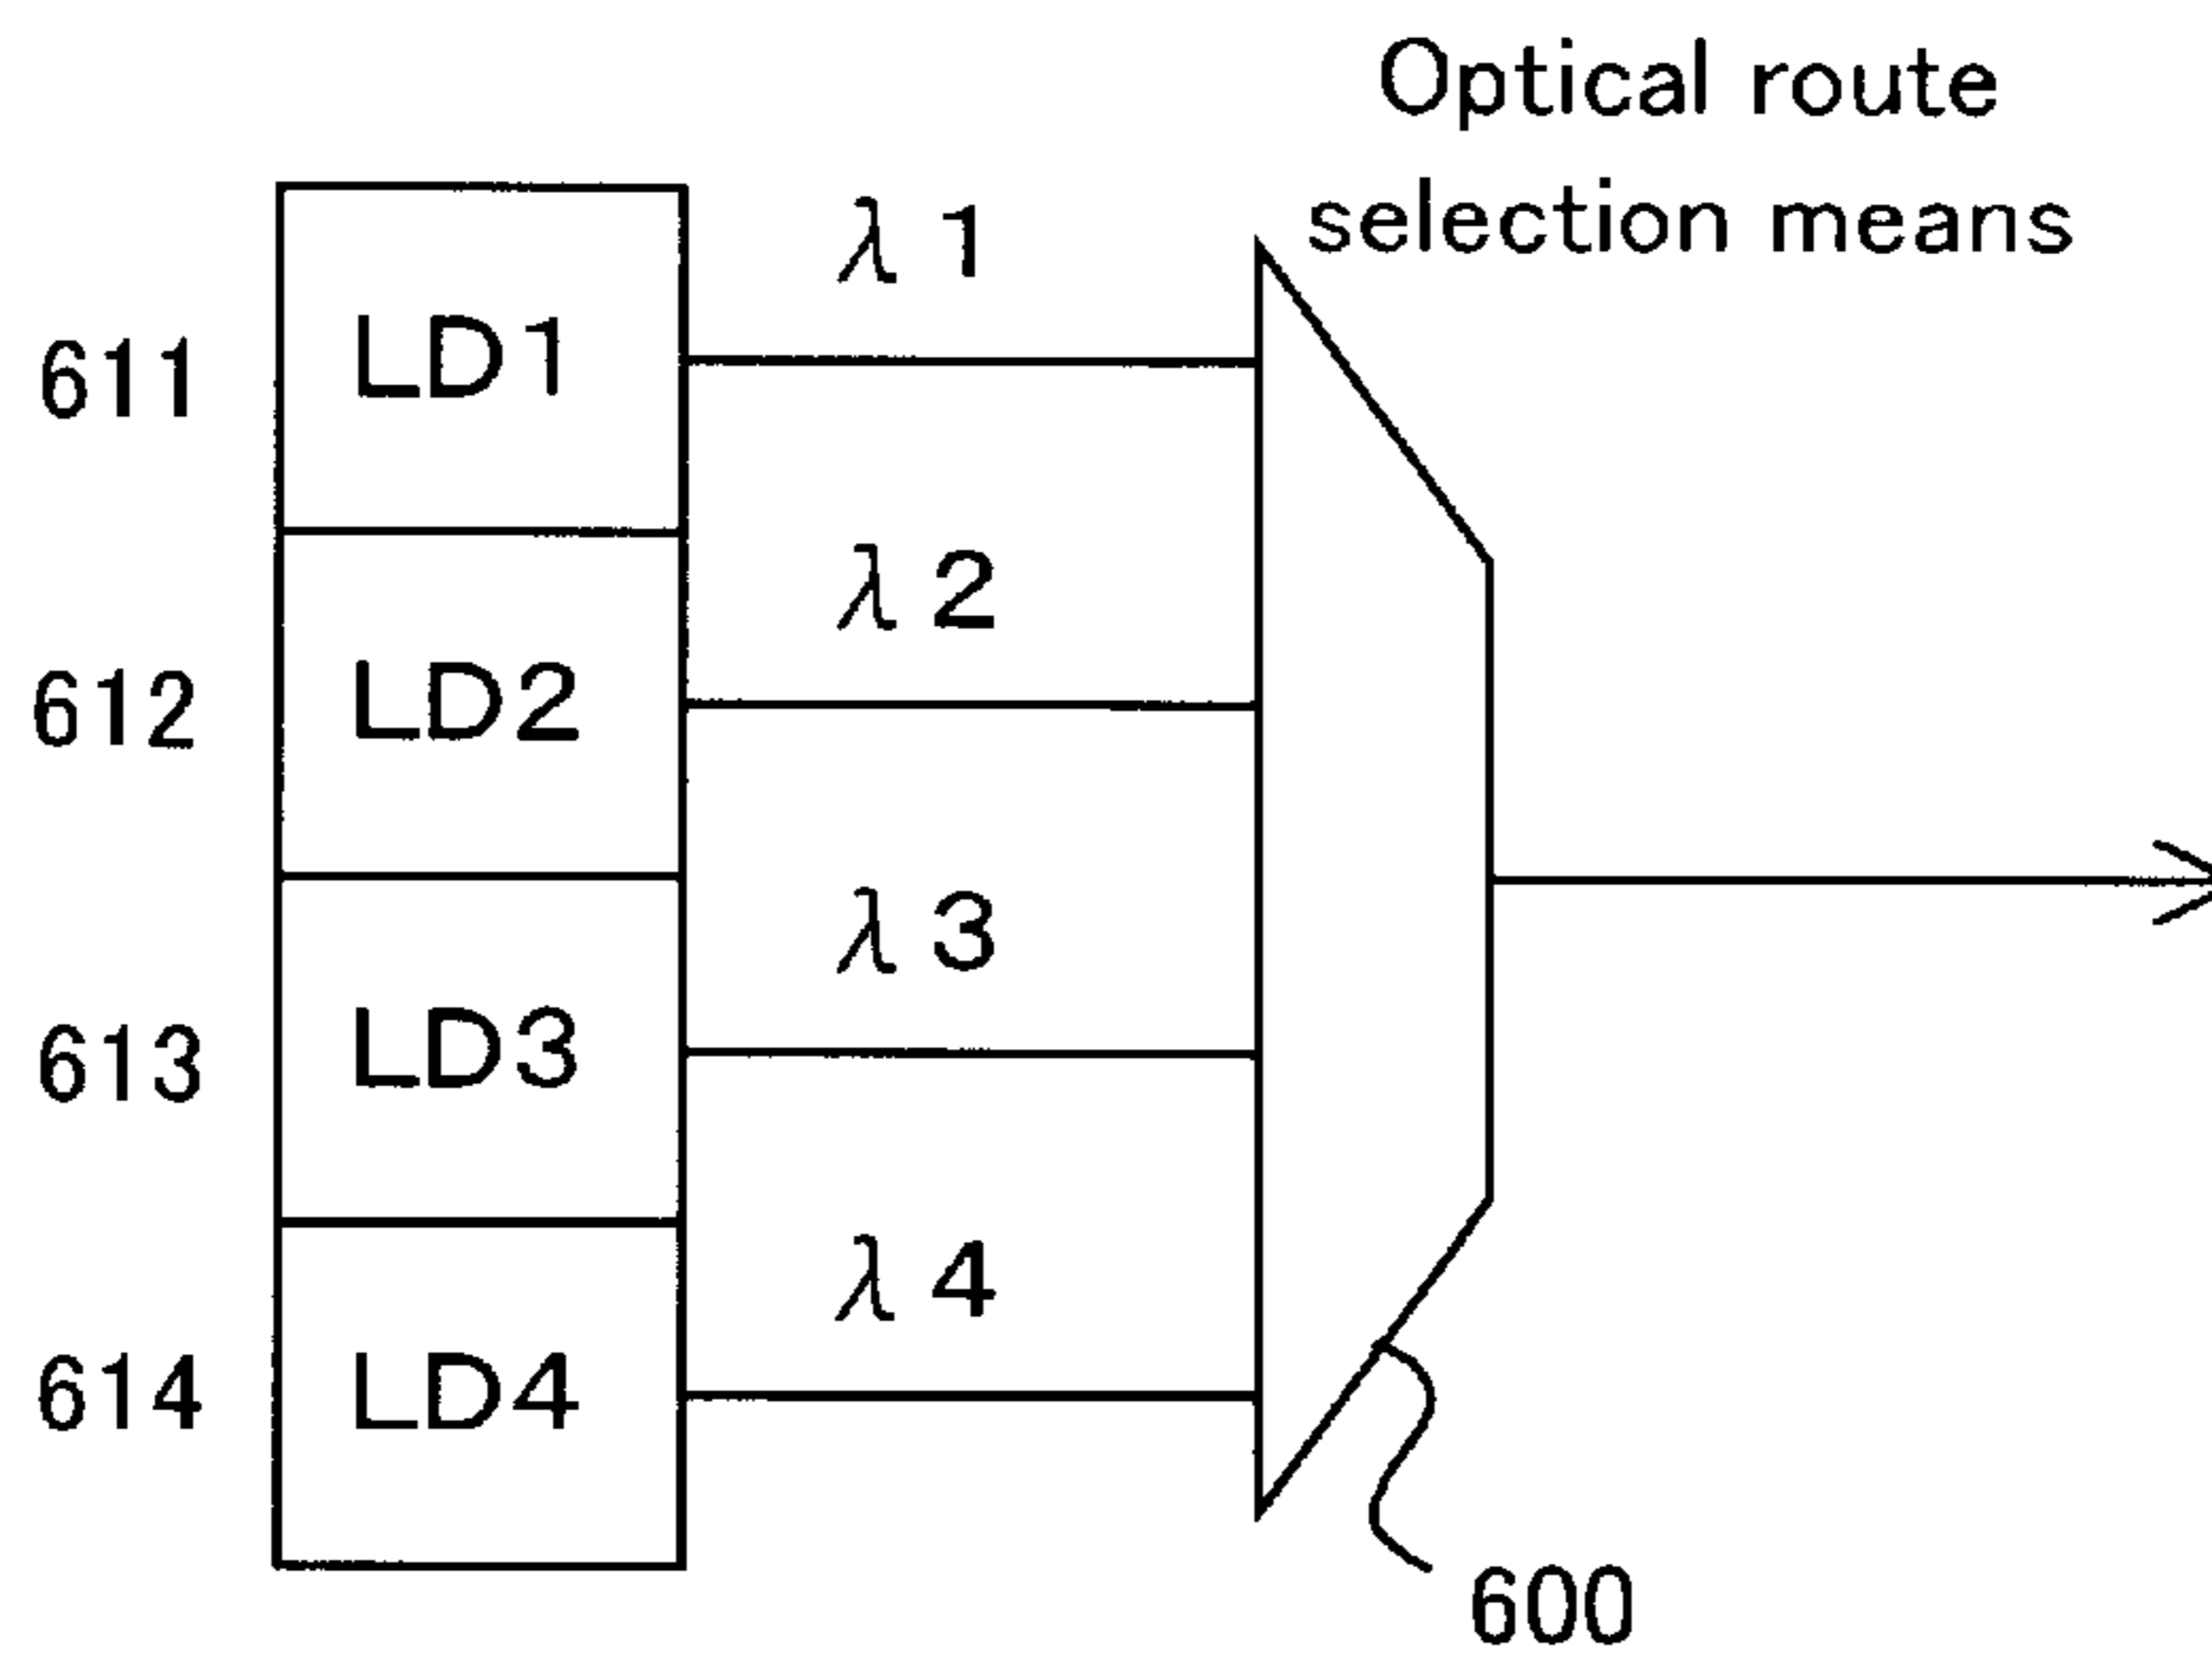 Optical route
selection means
λ1
611
LD1
λ2
612
LD2
λ3
613
LD3
λ4
614
LD4
600